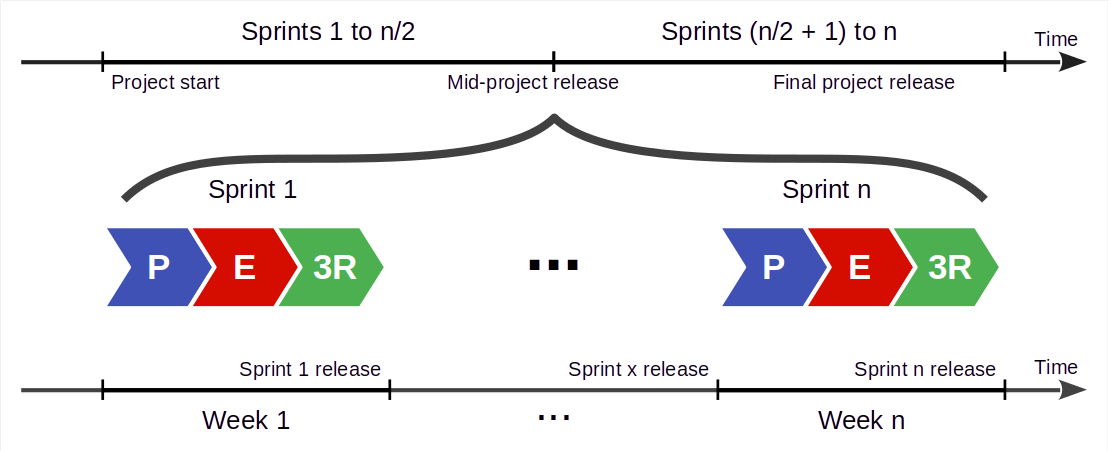 Sprints 1 to n/2
Sprints (n/2 + 1) to n
Time
Project start
Mid-project release
Final project release
Sprint 1
Sprint n
P
E
3R
...
P
E
3R
Sprint 1 release
Sprint x release
Sprint n release
Time
Week 1
...
Week n